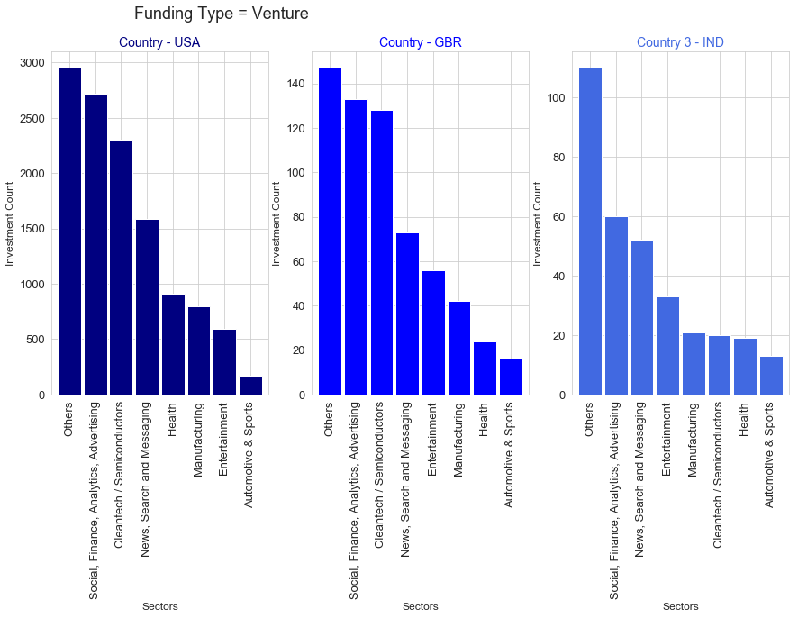 Funding Type = Venture
Country - USA
Investment Count
3000
2500
2000
1500
1000
500
0
Others
Social, Finance, Analytics, Advertising
Cleantech / Semiconductors
News, Search and Messaging
Health
Manufacturing
Entertainment
Automotive & Sports
Sectors
Country - GBR
Investment Count
140
120
100
80
60
40
20
0
Others
Social, Finance, Analytics, Advertising
Cleantech / Semiconductors
News, Search and Messaging
Entertainment
Manufacturing
Health
Automotive & Sports
Sectors
Country 3 - IND
Investment Count
100
80
60
40
20
0
Others
Social, Finance, Analytics, Advertising
News, Search and Messaging
Entertainment
Manufacturing
Cleantech / Semiconductors
Health
Automotive & Sports
Sectors